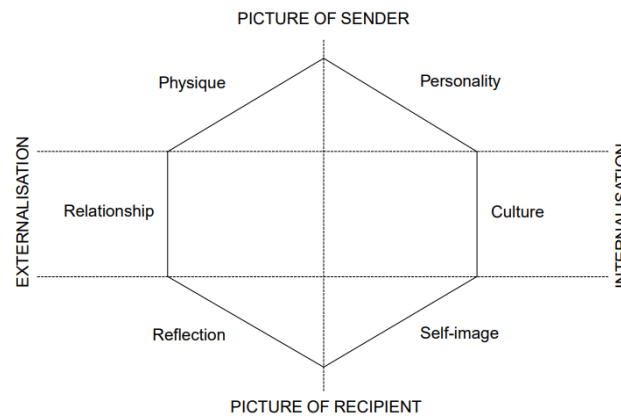 PICTURE OF SENDER
Physique
Personality
EXTERNALISATION
INTERNALISATION
Relationship
Culture
Reflection
Self-image
PICTURE OF RECIPIENT